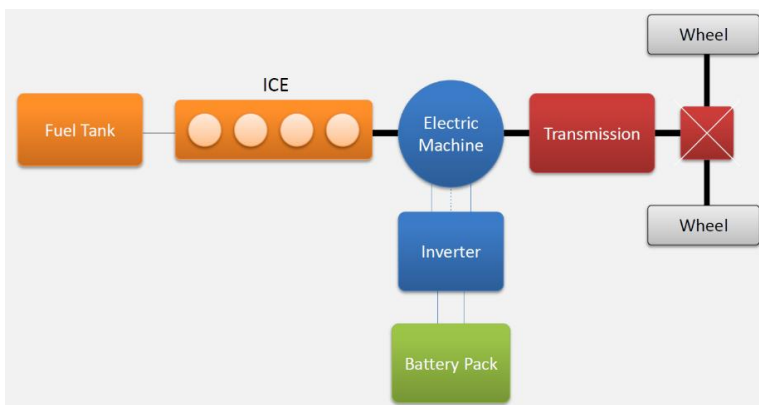 Wheel
ICE
Fuel Tank
Electric
Machine
Transmission
Wheel
Inverter
Battery Pack